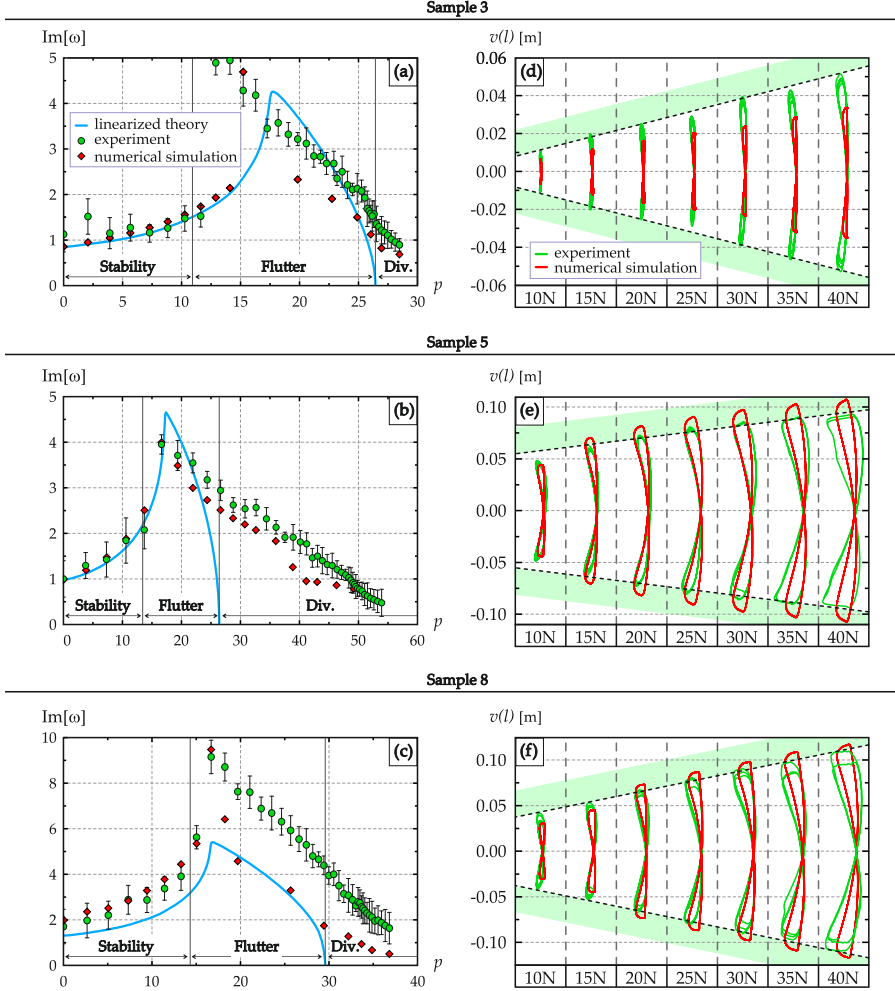 Sample 3
Im[ω]
v(l) [m]
5
4
3
2
1
0
(a)
linearized theory
experiment
numerical simulation
Stability
Flutter
Div.
0 5 10 15 20 25 30
p
0.06
0.04
0.02
0.00
-0.02
-0.04
-0.06
(d)
experiment
numerical simulation
10N 15N 20N 25N 30N 35N 40N
Sample 5
Im[ω]
v(l) [m]
5
4
3
2
1
0
(b)
Stability
Flutter
Div.
0 10 20 30 40 50 60
p
0.10
0.05
0.00
-0.05
-0.10
(e)
10N 15N 20N 25N 30N 35N 40N
Sample 8
Im[ω]
v(l) [m]
10
8
6
4
2
0
(c)
Stability
Flutter
Div.
0 10 20 30 40
p
0.10
0.05
0.00
-0.05
-0.10
(f)
10N 15N 20N 25N 30N 35N 40N